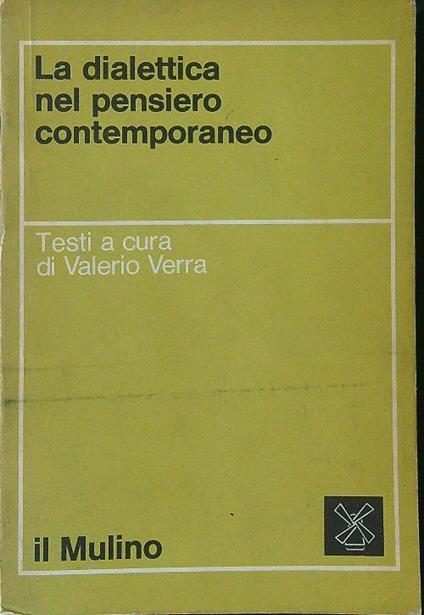 La dialettica
nel pensiero
contemporaneo
Testi a cura
di Valerio Verra
il Mulino